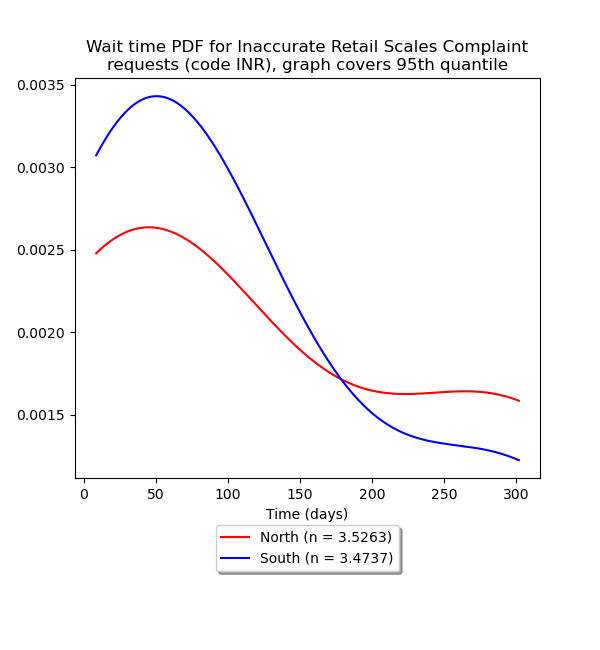 Wait time PDF for Inaccurate Retail Scales Complaint
requests (code INR), graph covers 95th quantile
0.0035
0.0030
0.0025
0.0020
0.0015
0 50 100 150 200 250 300
Time (days)
North (n = 3.5263)
South (n = 3.4737)